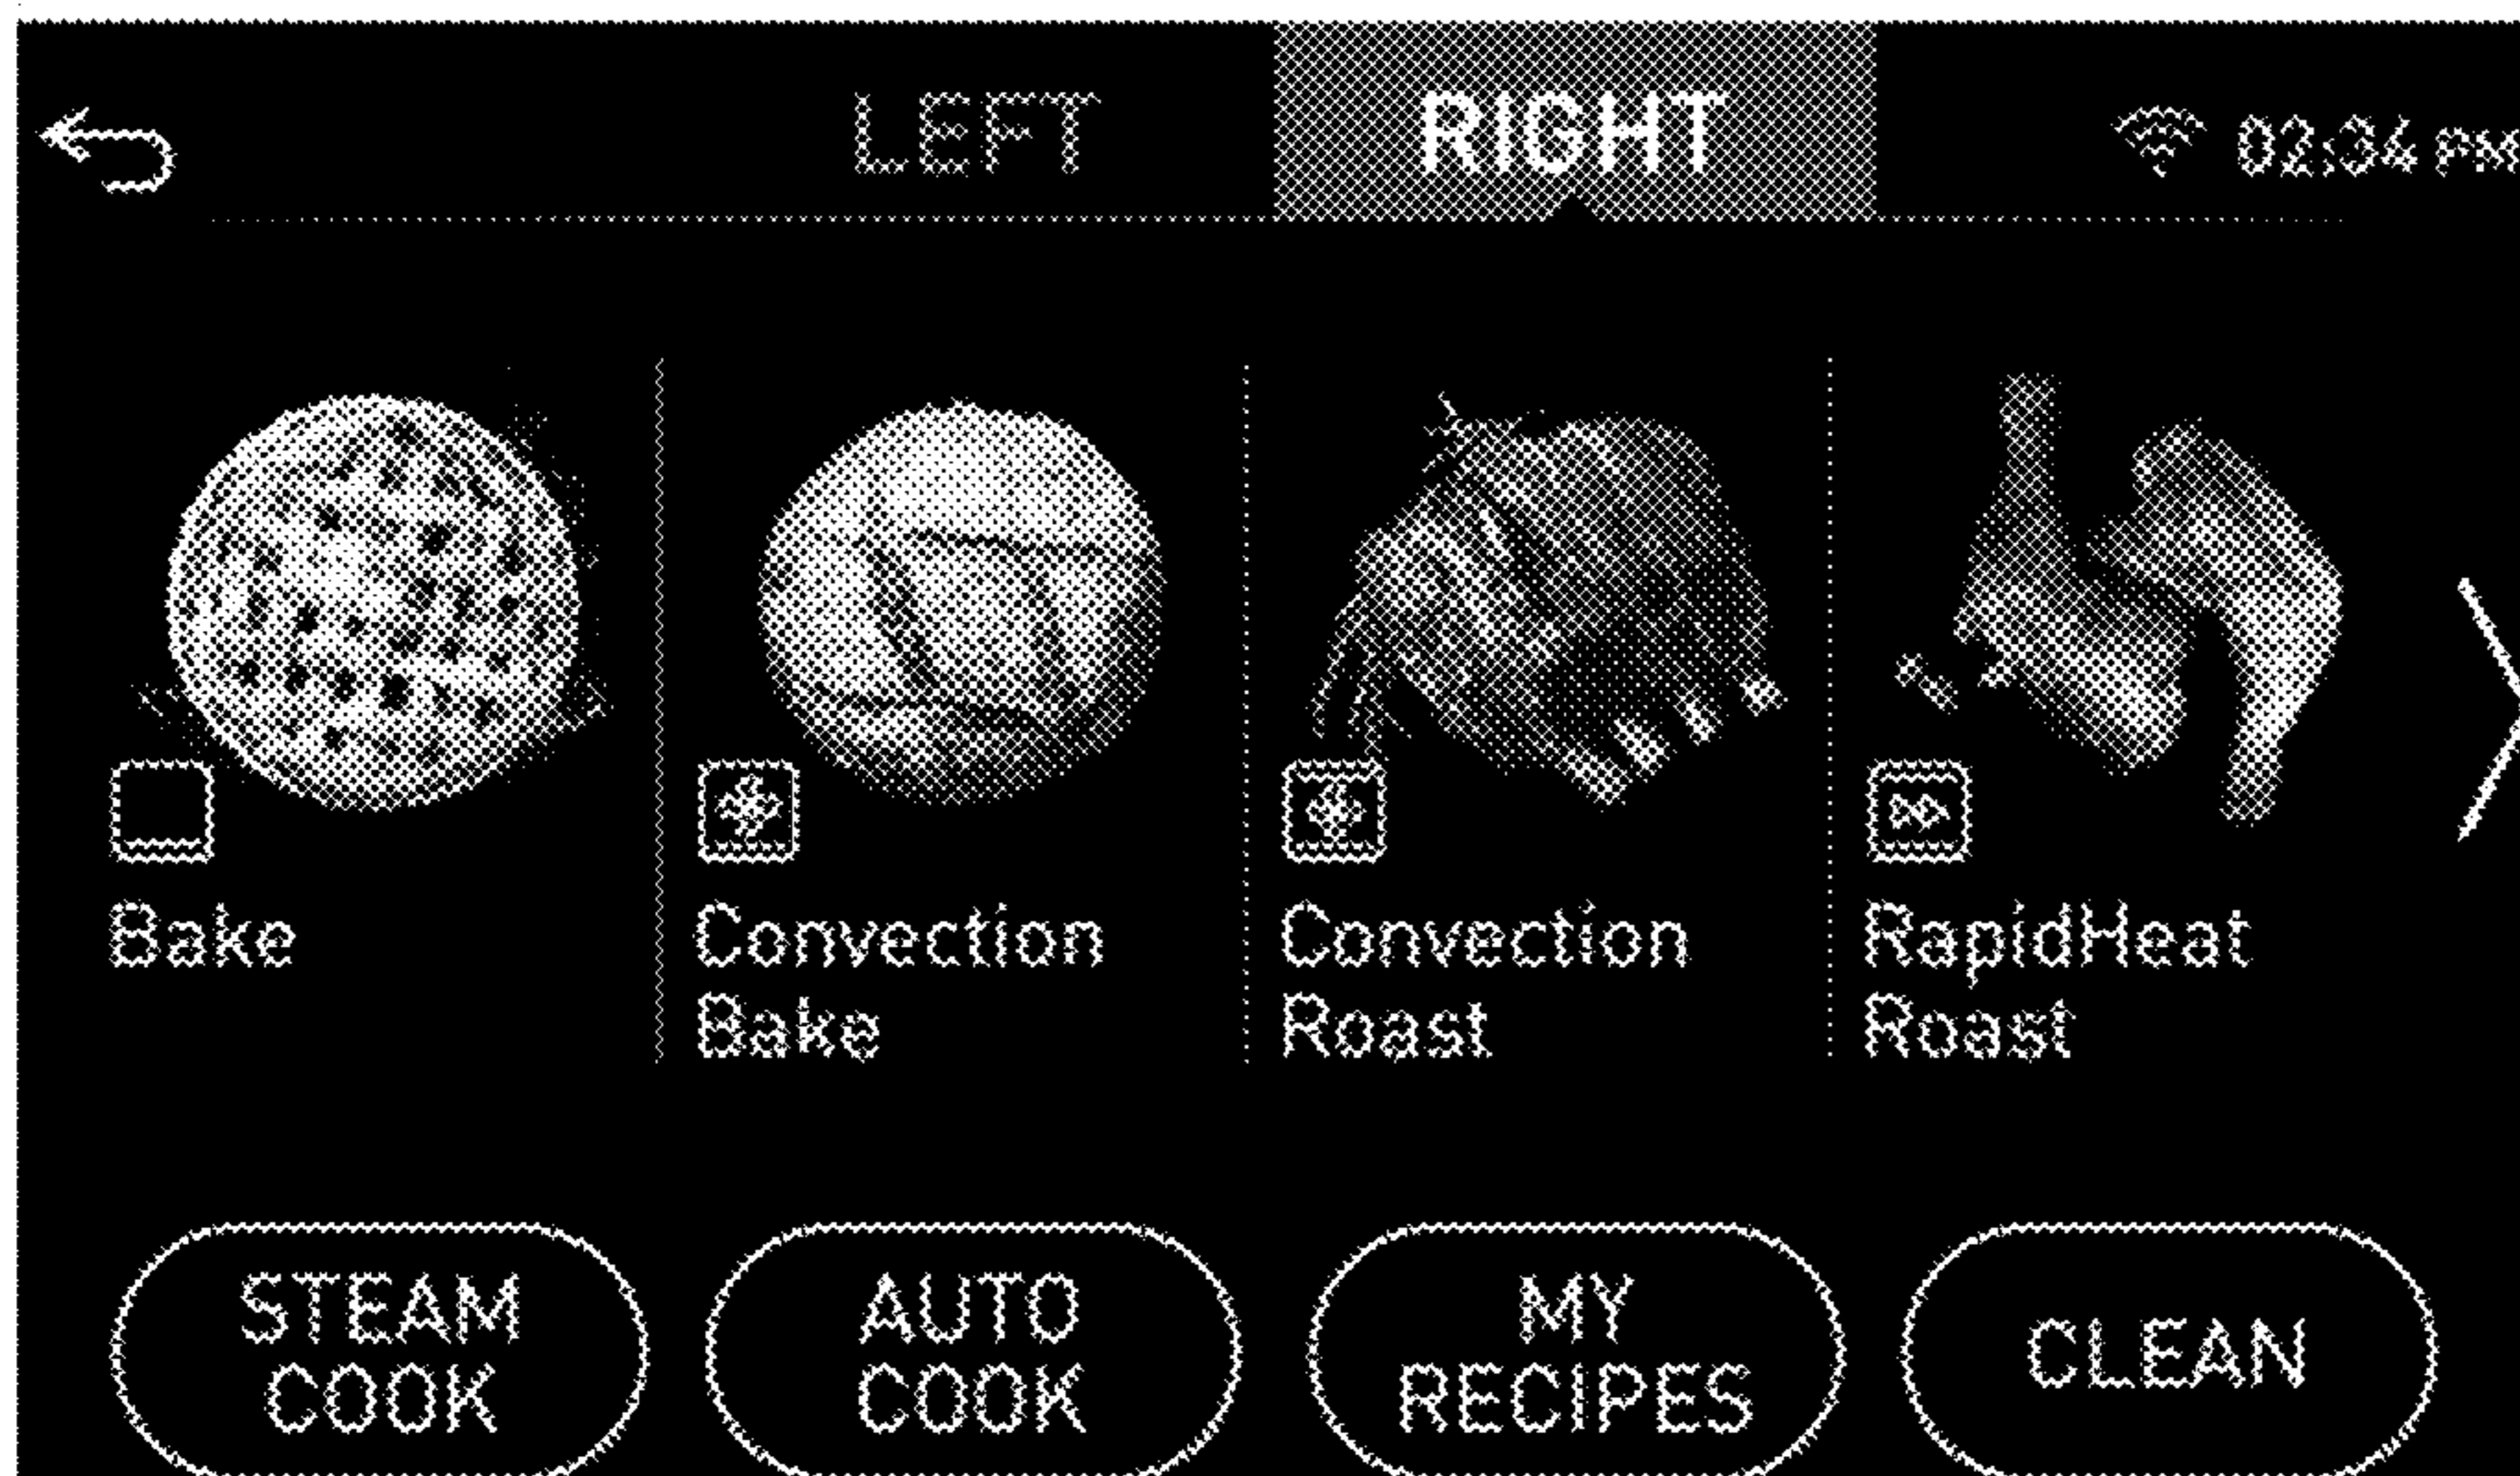 LEFT RIGHT 02:34 PM
Bake
Convection
Bake
Convection
Roast
RapidHeat
Roast
STEAM
COOK
AUTO
COOK
MY
RECIPES
CLEAN